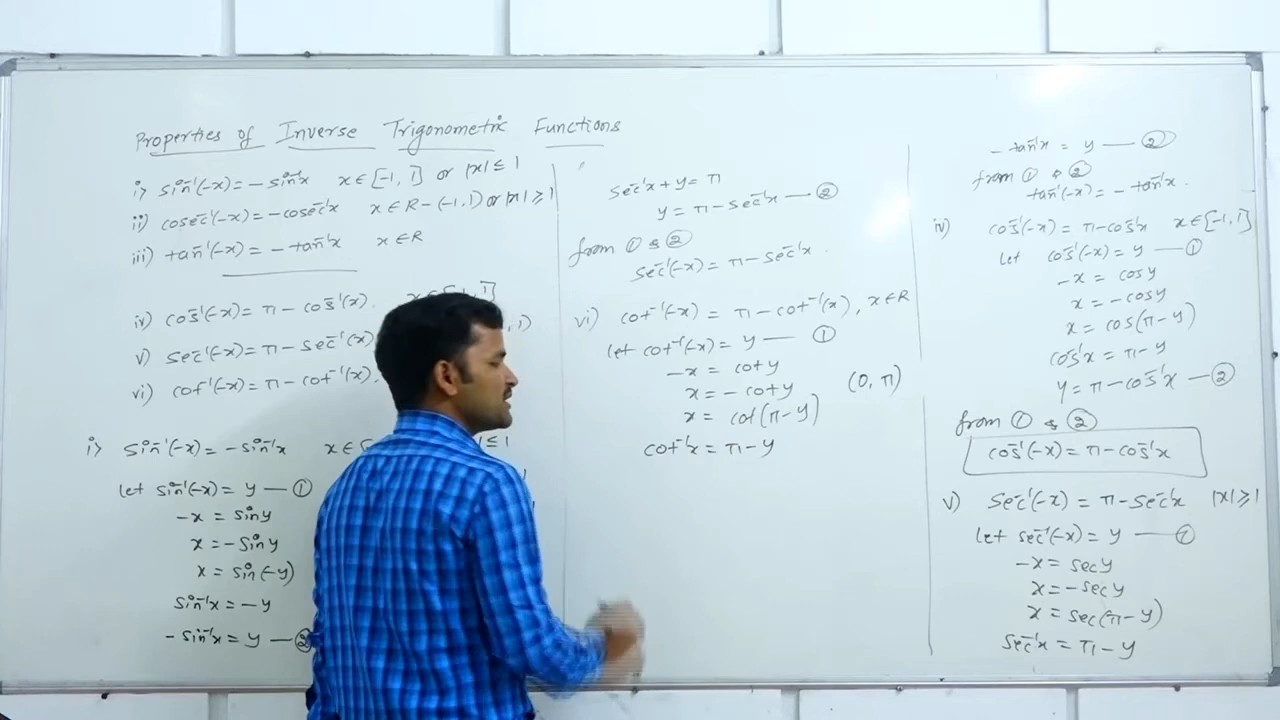 Properties of Inverse Trigonometric Functions
i) sin⁻¹(-x) = -sin⁻¹x x∈[-1, 1] or |x| ≤ 1
ii) cosec⁻¹(-x) = -cosec⁻¹x x∈R-(-1,1) or |x| ≥ 1
iii) tan⁻¹(-x) = -tan⁻¹x x∈R
iv) cos⁻¹(-x) = π - cos⁻¹(x).
v) sec⁻¹(-x) = π - sec⁻¹(x)
vi) cot⁻¹(-x) = π - cot⁻¹(x).
i) sin⁻¹(-x) = -sin⁻¹x x∈ ≤ 1
let sin⁻¹(-x) = y — ①
-x = sin y
x = -sin y
x = sin(-y)
sin⁻¹x = -y
-sin⁻¹x = y — ②
sec⁻¹x + y = π
y = π - sec⁻¹x — ②
from ① & ②
sec⁻¹(-x) = π - sec⁻¹x.
vi) cot⁻¹(-x) = π - cot⁻¹(x), x∈R
let cot⁻¹(-x) = y — ①
-x = cot y
x = -cot y (0, π)
x = cot(π - y)
cot⁻¹x = π - y
-tan⁻¹x = y — ②
from ① & ②
tan⁻¹(-x) = -tan⁻¹x.
iv) cos⁻¹(-x) = π - cos⁻¹x x∈[-1, 1]
let cos⁻¹(-x) = y — ①
-x = cos y
x = -cos y
x = cos(π - y)
cos⁻¹x = π - y
y = π - cos⁻¹x — ②
from ① & ②
cos⁻¹(-x) = π - cos⁻¹x
v) sec⁻¹(-x) = π - sec⁻¹x |x| ≥ 1
let sec⁻¹(-x) = y — ①
-x = sec y
x = -sec y
x = sec(π - y)
sec⁻¹x = π - y